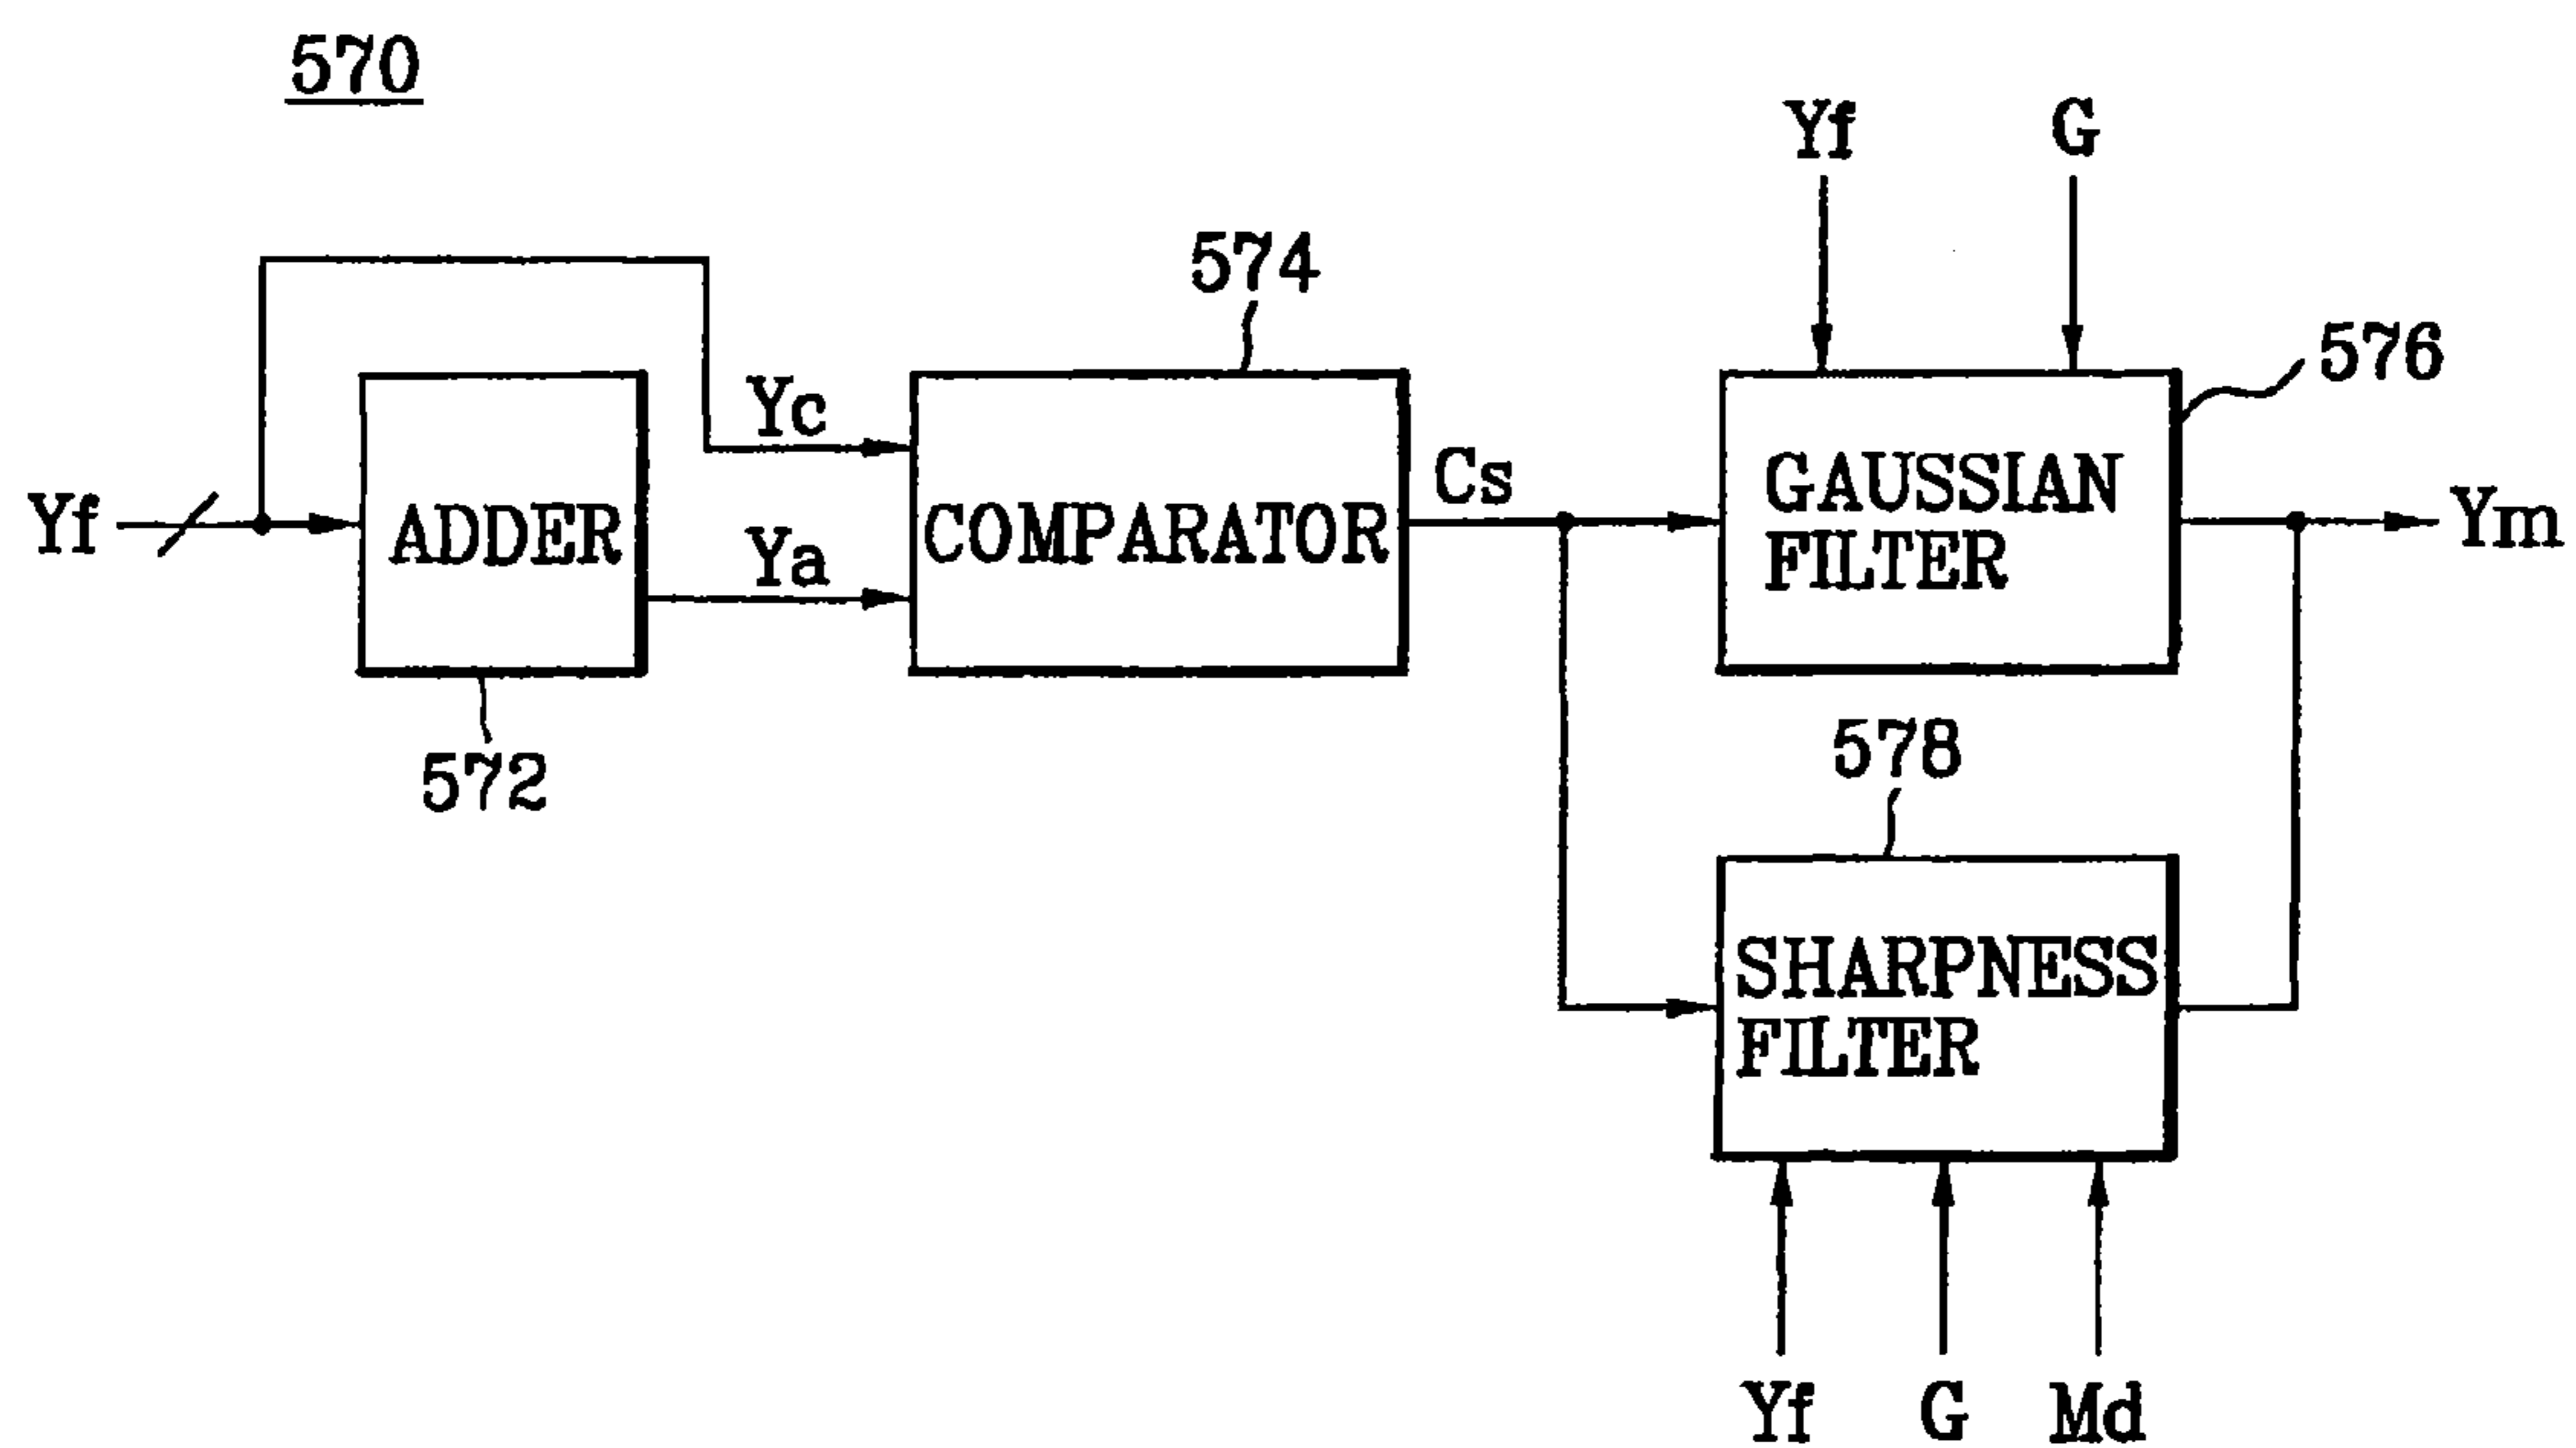 570
Yf
G
574
576
Yc
Yf
ADDER
Ya
COMPARATOR
Cs
GAUSSIAN
FILTER
Ym
572
578
SHARPNESS
FILTER
Yf
G
Md